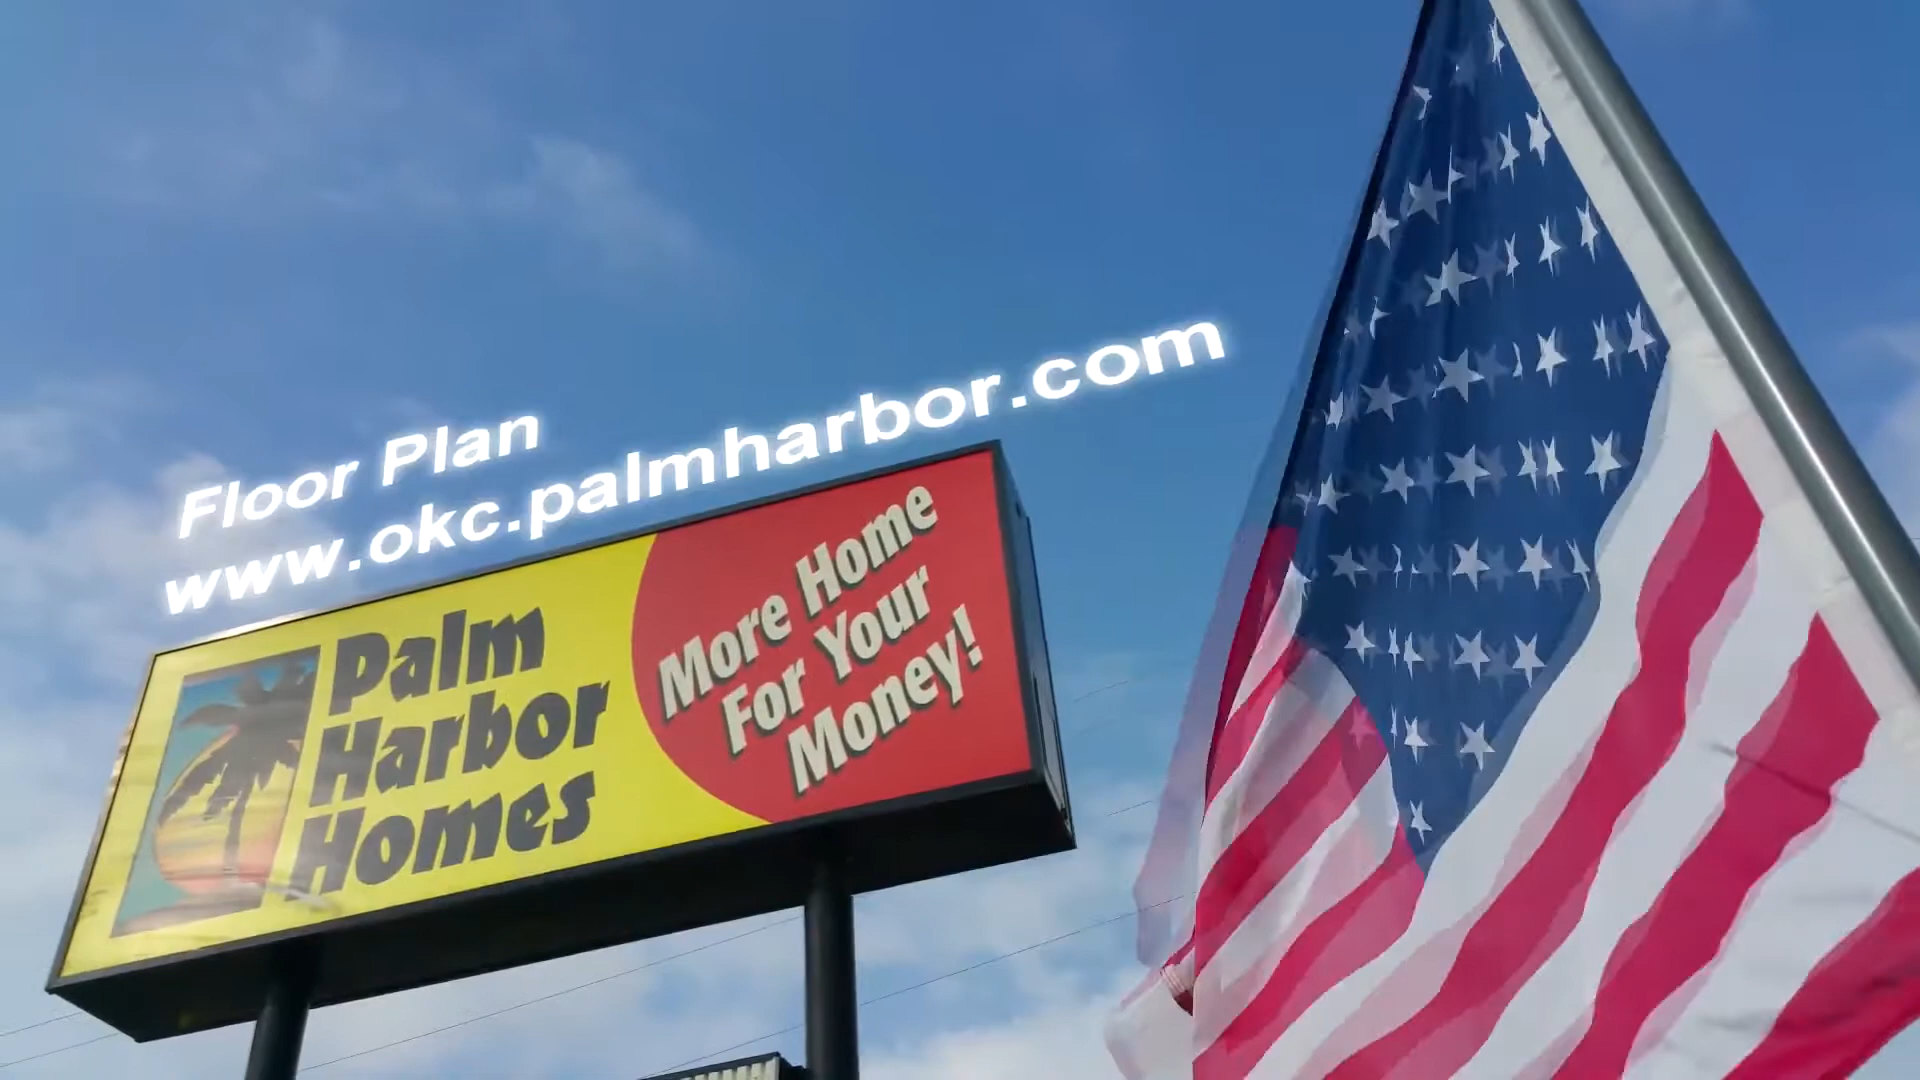 Floor Plan
www.okc.palmharbor.com
Palm
Harbor
Homes
More Home
For Your
Money!